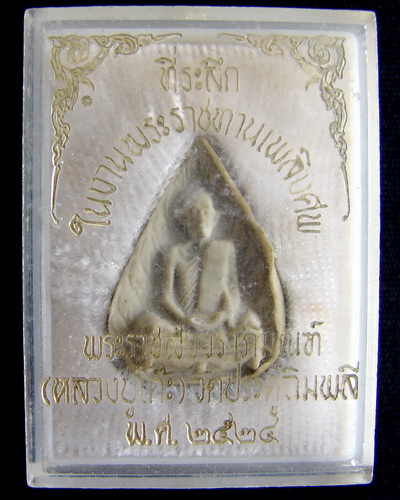 ที่ระลึก
ในงานพระราชทานเพลิงศพ
พระราชสังวราภิมณฑ์
(หลวงปู่โต๊ะ) วัดประดู่ฉิมพลี
พ.ศ. ๒๕๒๔